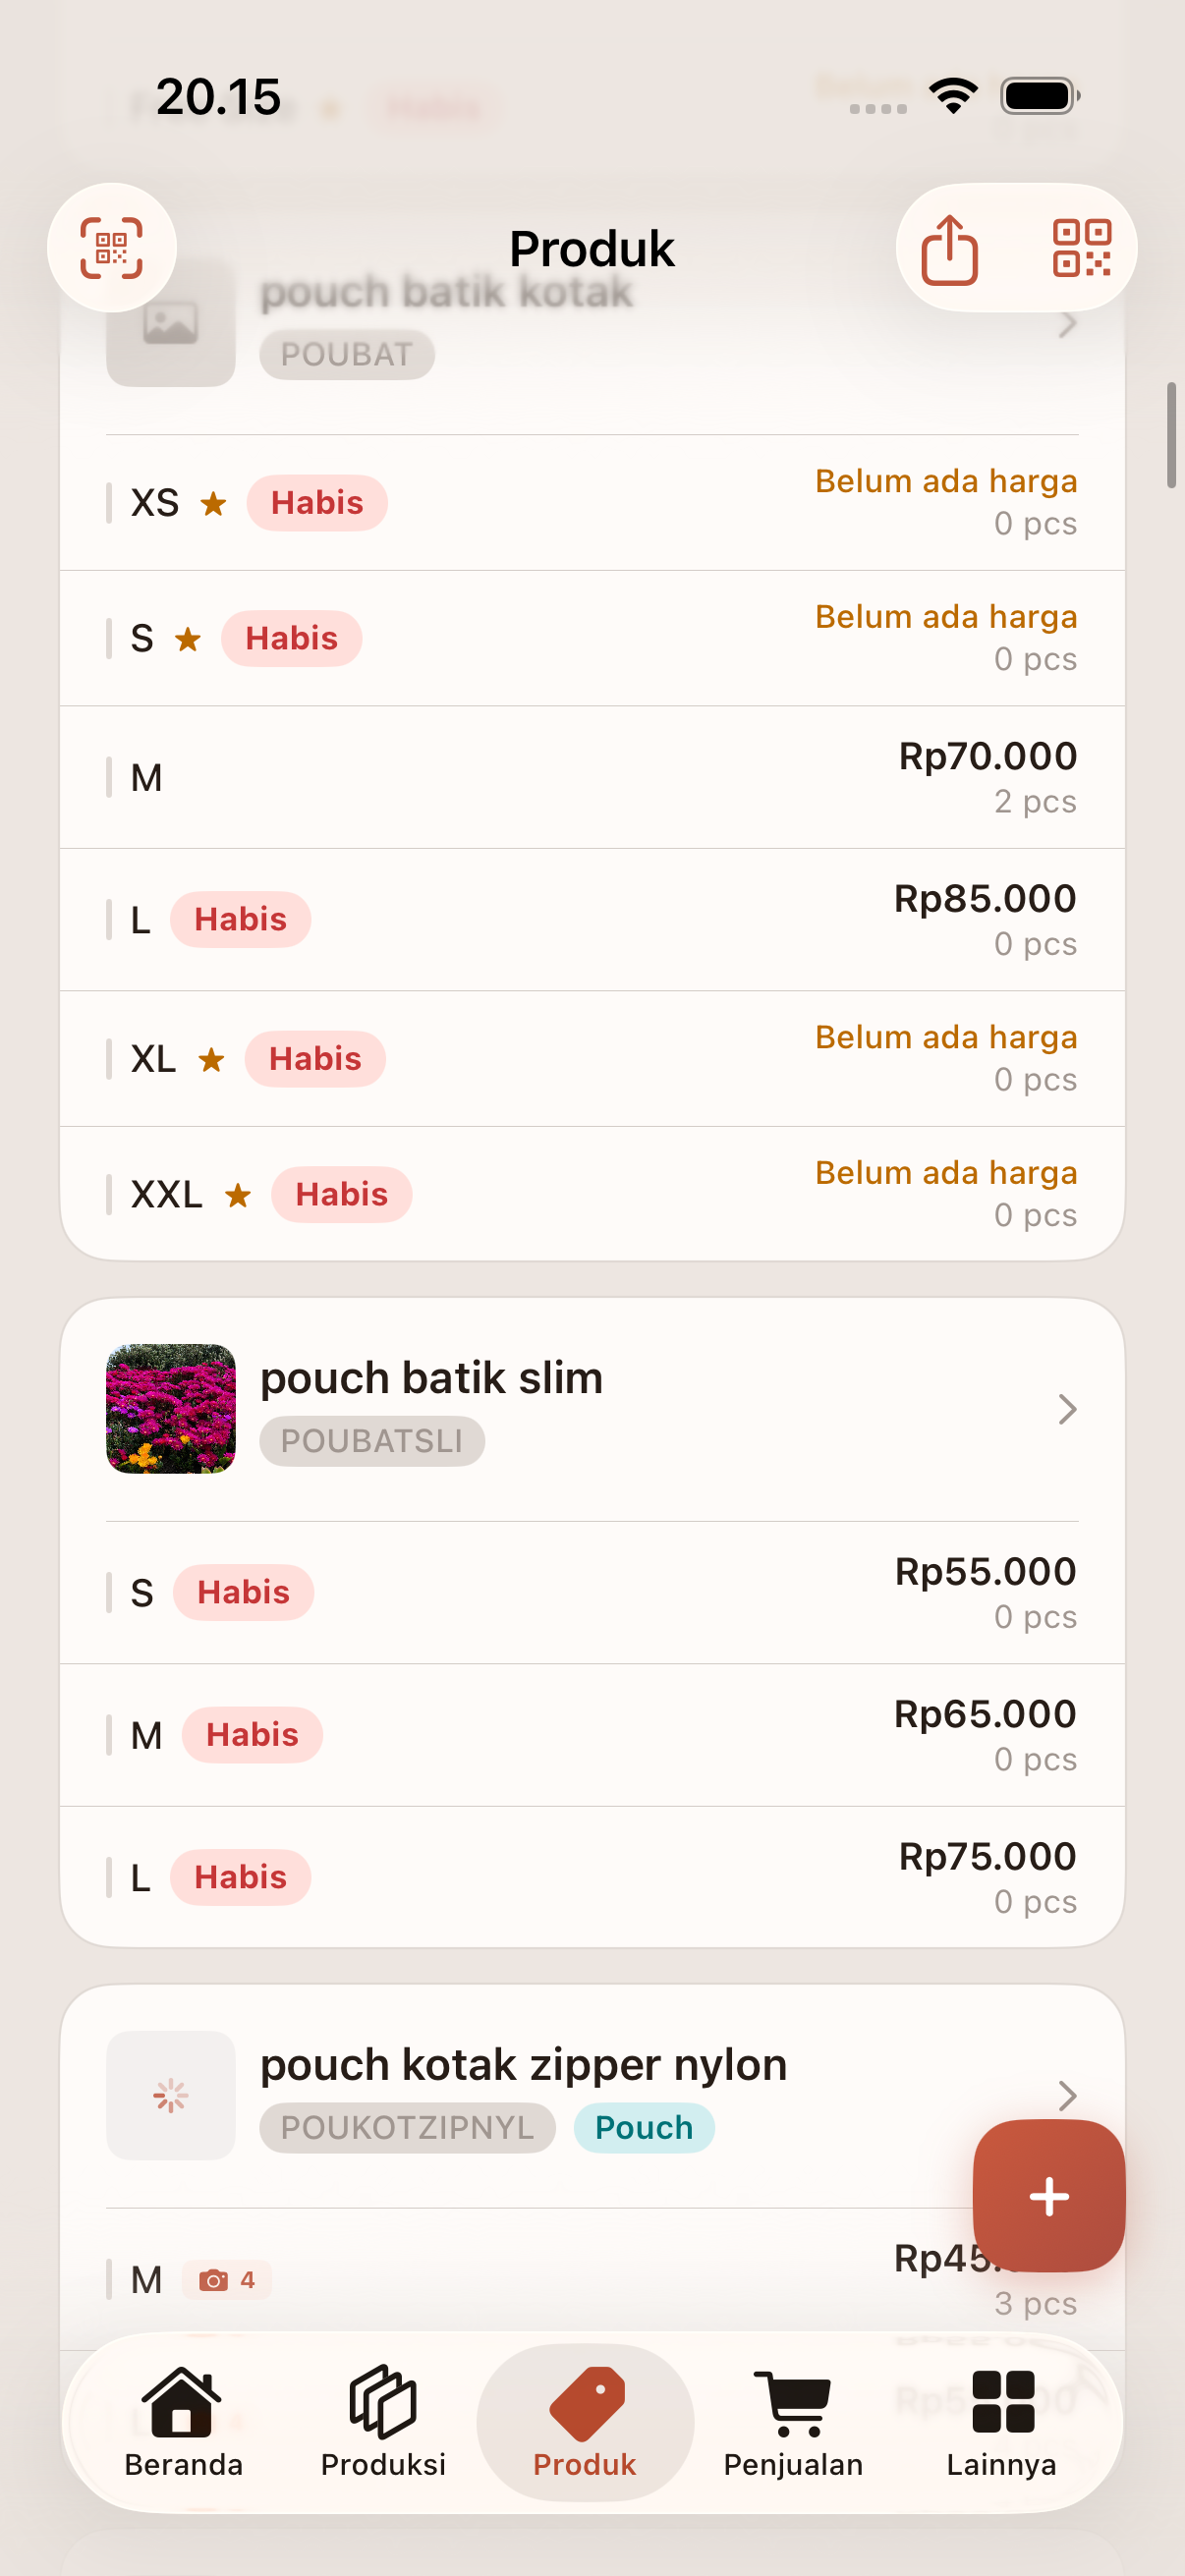 20.15
Produk
pouch batik kotak
POUBAT
XS Habis Belum ada harga
0 pcs
S Habis Belum ada harga
0 pcs
M Rp70.000
2 pcs
L Habis Rp85.000
0 pcs
XL Habis Belum ada harga
0 pcs
XXL Habis Belum ada harga
0 pcs
pouch batik slim
POUBATSLI
S Habis Rp55.000
0 pcs
M Habis Rp65.000
0 pcs
L Habis Rp75.000
0 pcs
pouch kotak zipper nylon
POUKOTZIPNYL Pouch
M 4
3 pcs
Beranda Produksi Produk Penjualan Lainnya